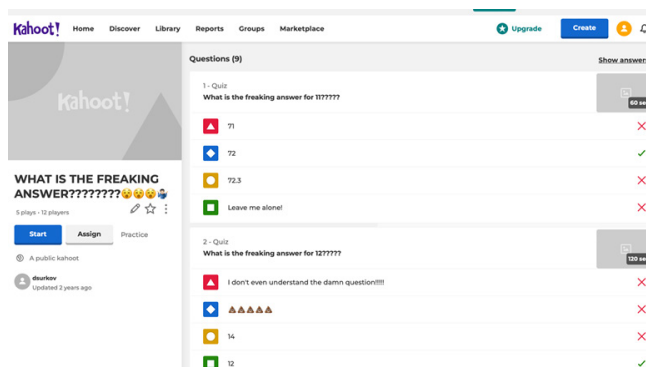 Kahoot! Home Discover Library Reports Groups Marketplace Upgrade Create
Kahoot!
WHAT IS THE FREAKING
ANSWER????????😵😵😵🤷
5 plays · 12 players
Start Assign Practice
A public kahoot
dsurkov
Updated 2 years ago
Questions (9) Show answers
1 - Quiz
What is the freaking answer for 11?????
60 se
71
72
72.3
Leave me alone!
2 - Quiz
What is the freaking answer for 12?????
120 se
I don't even understand the damn question!!!!!
💩💩💩💩💩
14
12